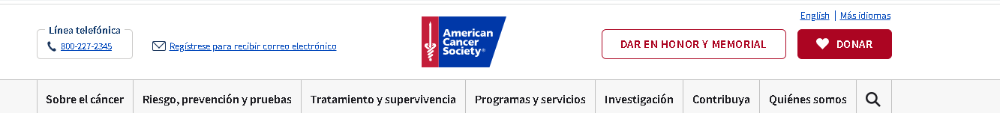 English | Más idiomas
Línea telefónica
800-227-2345
Regístrese para recibir correo electrónico
American
Cancer
Society®
DAR EN HONOR Y MEMORIAL
DONAR
Sobre el cáncer
Riesgo, prevención y pruebas
Tratamiento y supervivencia
Programas y servicios
Investigación
Contribuya
Quiénes somos